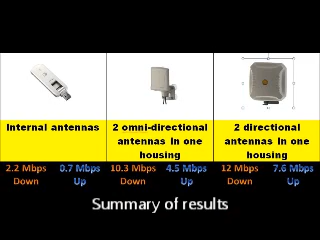 Internal antennas
2 omni-directional
antennas in one
housing
2 directional
antennas in one
housing
2.2 Mbps
Down
0.7 Mbps
Up
10.3 Mbps
Down
4.5 Mbps
Up
12 Mbps
Down
7.6 Mbps
Up
Summary of results